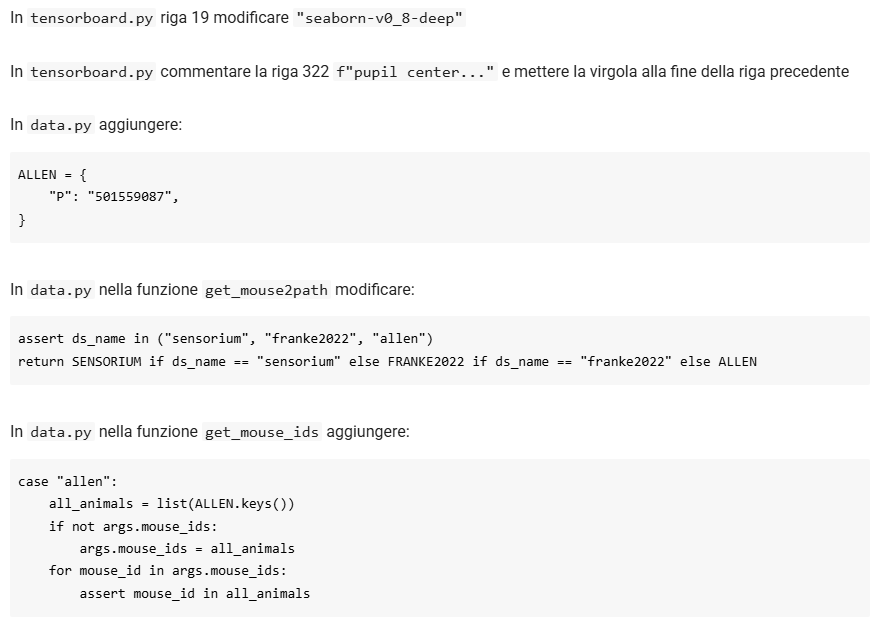 In tensorboard.py riga 19 modificare "seaborn-v0_8-deep"
In tensorboard.py commentare la riga 322 f"pupil center..." e mettere la virgola alla fine della riga precedente
In data.py aggiungere:
ALLEN = {
    "P": "501559087",
}
In data.py nella funzione get_mouse2path modificare:
assert ds_name in ("sensorium", "franke2022", "allen")
return SENSORIUM if ds_name == "sensorium" else FRANKE2022 if ds_name == "franke2022" else ALLEN
In data.py nella funzione get_mouse_ids aggiungere:
case "allen":
    all_animals = list(ALLEN.keys())
    if not args.mouse_ids:
        args.mouse_ids = all_animals
    for mouse_id in args.mouse_ids:
        assert mouse_id in all_animals